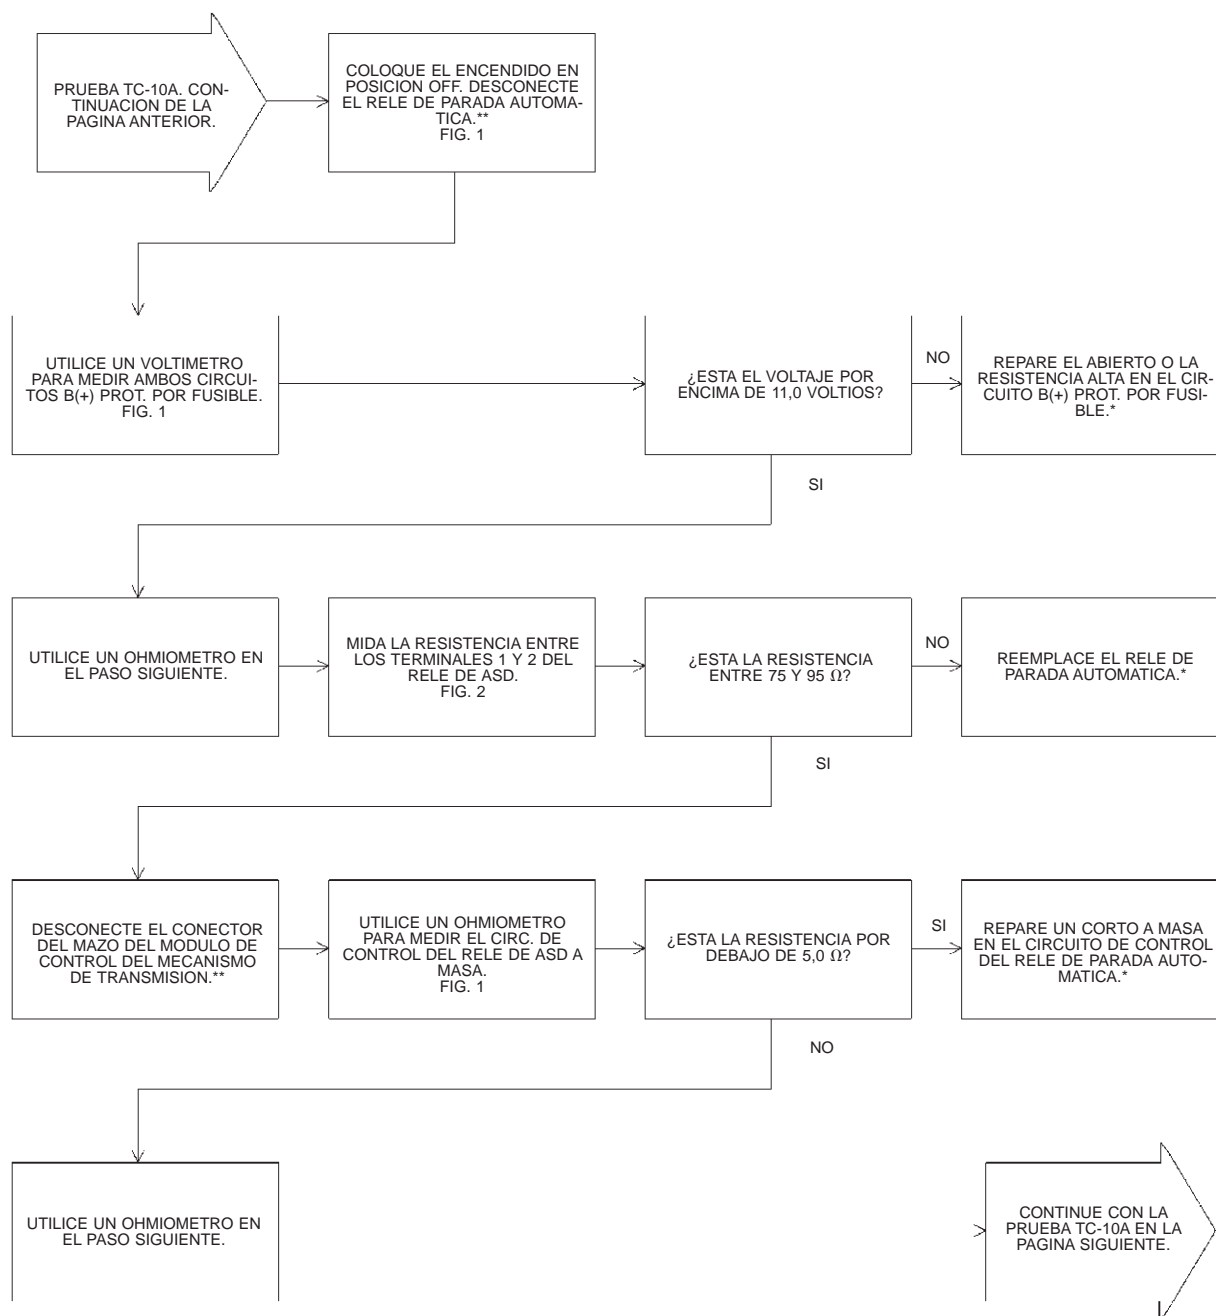 PRUEBA TC-10A. CON-
TINUACION DE LA
PAGINA ANTERIOR.
COLOQUE EL ENCENDIDO EN
POSICION OFF. DESCONECTE
EL RELE DE PARADA AUTOMA-
TICA.**
FIG. 1
UTILICE UN VOLTIMETRO
PARA MEDIR AMBOS CIRCUI-
TOS B(+) PROT. POR FUSIBLE.
FIG. 1
¿ESTA EL VOLTAJE POR
ENCIMA DE 11,0 VOLTIOS?
NO
REPARE EL ABIERTO O LA
RESISTENCIA ALTA EN EL CIR-
CUITO B(+) PROT. POR FUSI-
BLE.*
SI
UTILICE UN OHMIOMETRO EN
EL PASO SIGUIENTE.
MIDA LA RESISTENCIA ENTRE
LOS TERMINALES 1 Y 2 DEL
RELE DE ASD.
FIG. 2
¿ESTA LA RESISTENCIA
ENTRE 75 Y 95 Ω?
NO
REEMPLACE EL RELE DE
PARADA AUTOMATICA.*
SI
DESCONECTE EL CONECTOR
DEL MAZO DEL MODULO DE
CONTROL DEL MECANISMO
DE TRANSMISION.**
UTILICE UN OHMIOMETRO
PARA MEDIR EL CIRC. DE
CONTROL DEL RELE DE ASD A
MASA.
FIG. 1
¿ESTA LA RESISTENCIA POR
DEBAJO DE 5,0 Ω?
SI
REPARE UN CORTO A MASA
EN EL CIRCUITO DE CONTROL
DEL RELE DE PARADA AUTO-
MATICA.*
NO
UTILICE UN OHMIOMETRO EN
EL PASO SIGUIENTE.
CONTINUE CON LA
PRUEBA TC-10A EN LA
PAGINA SIGUIENTE.